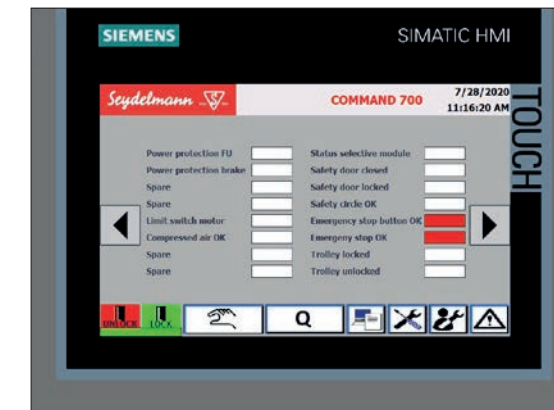 SIEMENS
SIMATIC HMI
TOUCH
Seydelmann
COMMAND 700
7/28/2020
11:16:20 AM
Power protection FU
Power protection brake
Spare
Spare
Limit switch motor
Compressed air OK
Spare
Spare
Status selective module
Safety door closed
Safety door locked
Safety circle OK
Emergency stop button OK
Emergeny stop OK
Trolley locked
Trolley unlocked
UNLOCK
LOCK
Q